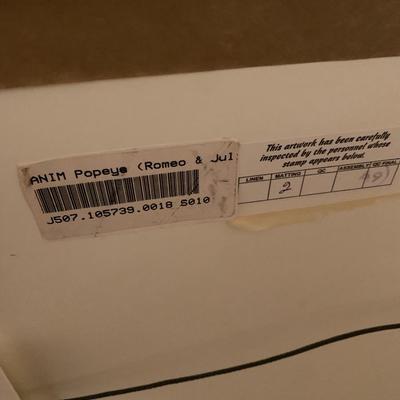 ANIM Popeye (Romeo & Jul
J507.105739.0018 S010
This artwork has been carefully
inspected by the personnel whose
stamp appears below.
LINEN MATTING QC ASSEMBLY QC FINAL
2